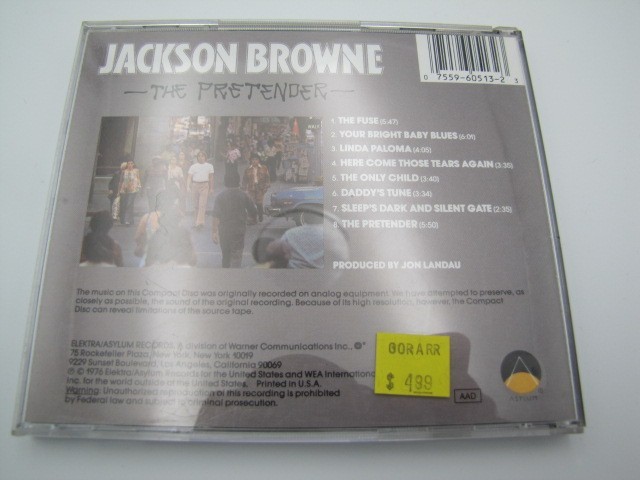 JACKSON BROWNE
—THE PRETENDER—
0 7559-60513-2 2
1. THE FUSE (5:47)
2. YOUR BRIGHT BABY BLUES (6:01)
3. LINDA PALOMA (4:05)
4. HERE COME THOSE TEARS AGAIN (3:35)
5. THE ONLY CHILD (3:40)
6. DADDY'S TUNE (3:34)
7. SLEEP'S DARK AND SILENT GATE (2:35)
8. THE PRETENDER (5:50)
PRODUCED BY JON LANDAU
The music on this Compact Disc was originally recorded on analog equipment. We have attempted to preserve, as
closely as possible, the sound of the original recording. Because of its high resolution, however, the Compact
Disc can reveal limitations of the source tape.
ELEKTRA/ASYLUM RECORDS, A division of Warner Communications Inc., ®
75 Rockefeller Plaza, New York, New York 10019
9229 Sunset Boulevard, Los Angeles, California 90069
℗ © 1976 Elektra/Asylum Records for the United States and WEA International
Inc. for the world outside of the United States. Printed in U.S.A.
Warning: Unauthorized reproduction of this recording is prohibited
by Federal law and subject to criminal prosecution.
OORARR
$ 4.99
AAD
ASYLUM